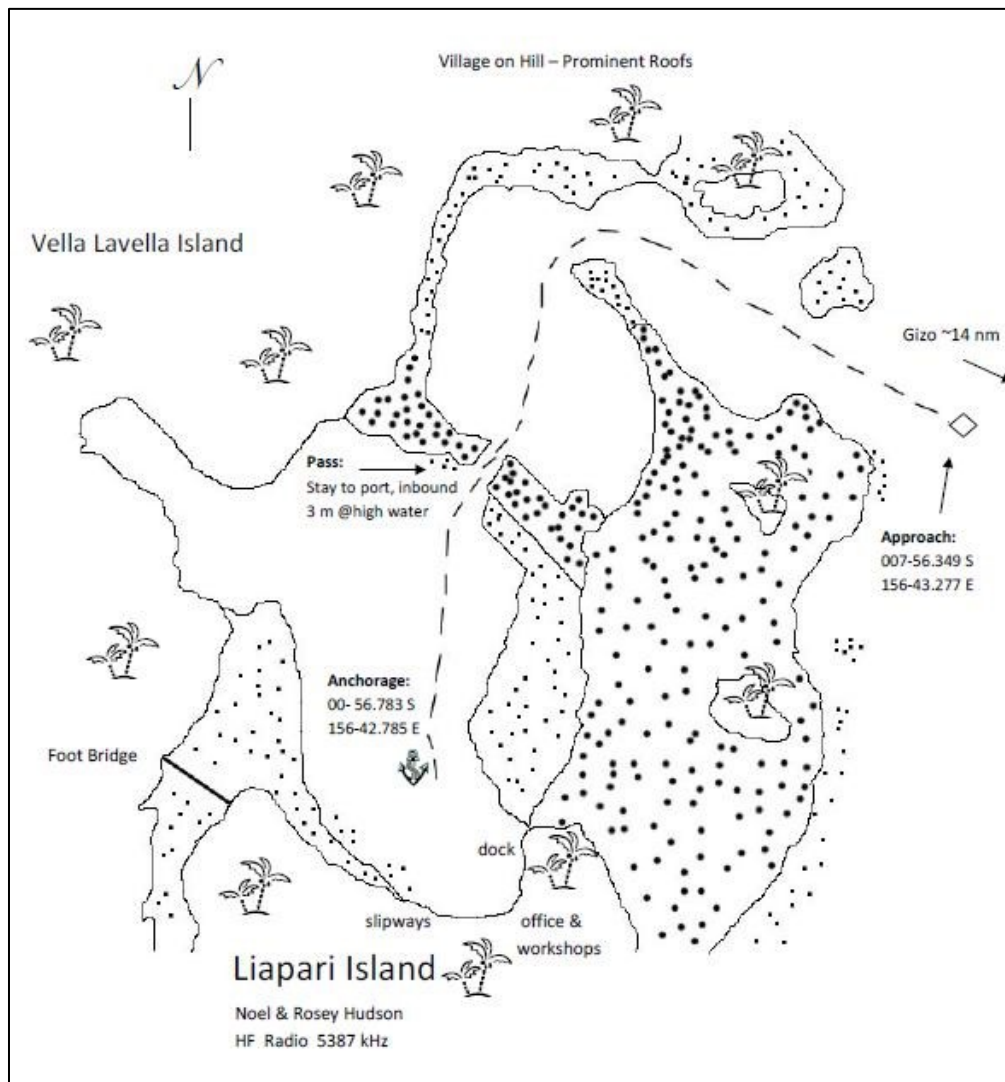 N
Village on Hill – Prominent Roofs
Vella Lavella Island
Gizo ~14 nm
Pass:
Stay to port, inbound
3 m @high water
Approach:
007-56.349 S
156-43.277 E
Anchorage:
00- 56.783 S
156-42.785 E
Foot Bridge
dock
slipways
office &
workshops
Liapari Island
Noel & Rosey Hudson
HF Radio 5387 kHz